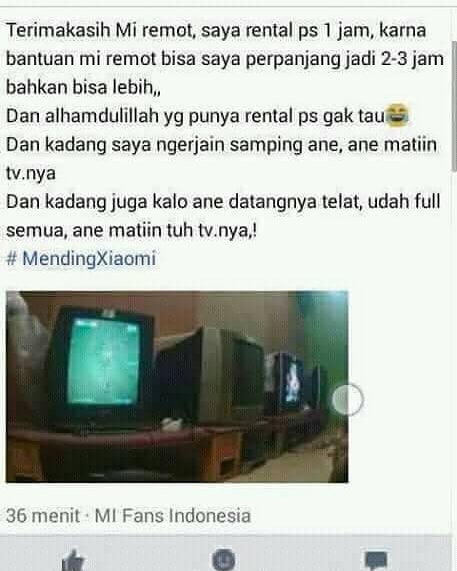 Terimakasih Mi remot, saya rental ps 1 jam, karna
bantuan mi remot bisa saya perpanjang jadi 2-3 jam
bahkan bisa lebih,,
Dan alhamdulillah yg punya rental ps gak tau😂
Dan kadang saya ngerjain samping ane, ane matiin
tv.nya
Dan kadang juga kalo ane datangnya telat, udah full
semua, ane matiin tuh tv.nya,!
# MendingXiaomi
36 menit · MI Fans Indonesia